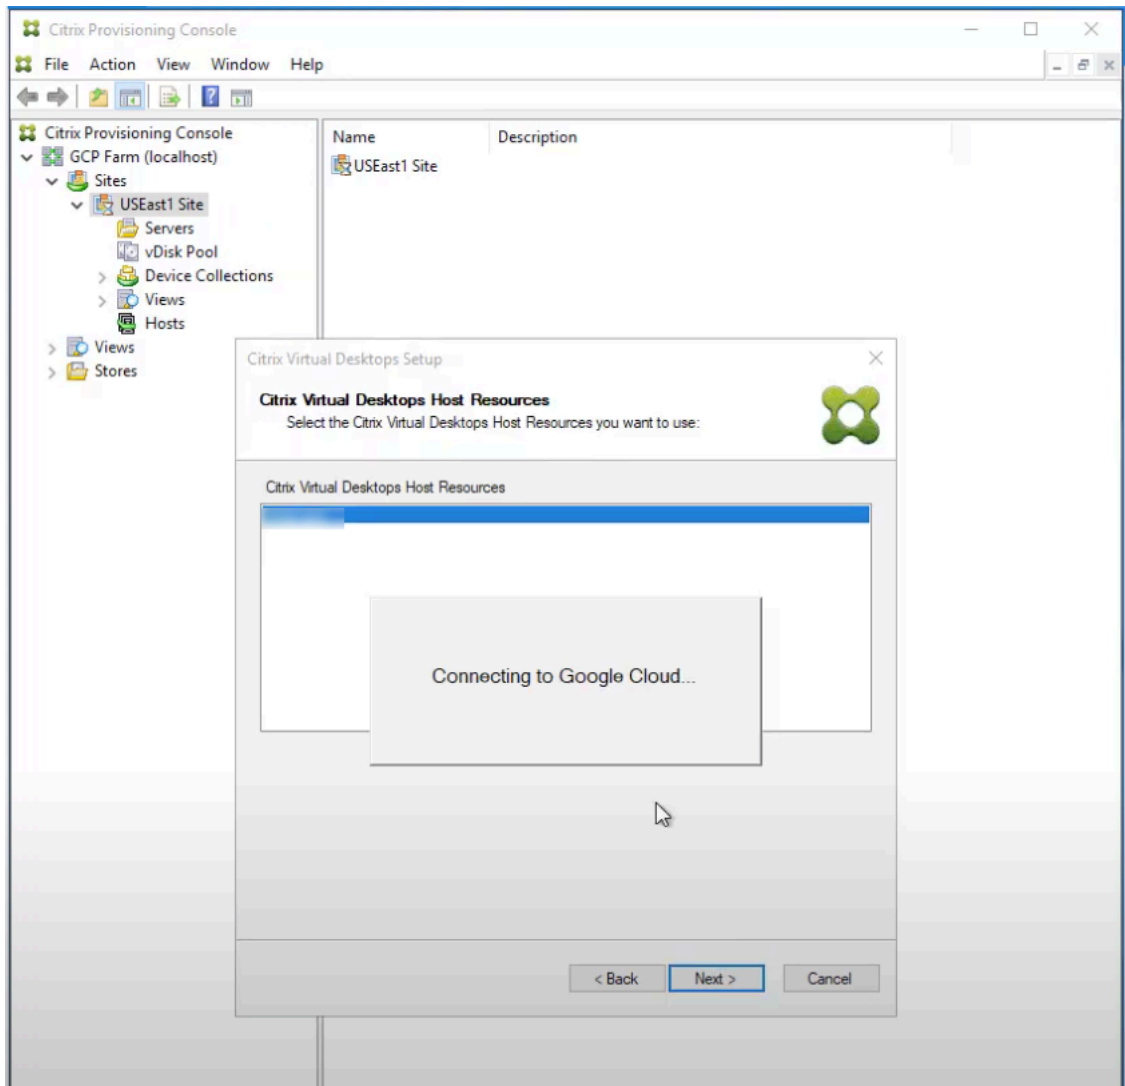 Citrix Provisioning Console
File Action View Window Help
Citrix Provisioning Console
GCP Farm (localhost)
Sites
USEast1 Site
Servers
vDisk Pool
Device Collections
Views
Hosts
Views
Stores
Name Description
USEast1 Site
Citrix Virtual Desktops Setup
Citrix Virtual Desktops Host Resources
Select the Citrix Virtual Desktops Host Resources you want to use:
Citrix Virtual Desktops Host Resources
Connecting to Google Cloud...
< Back Next > Cancel